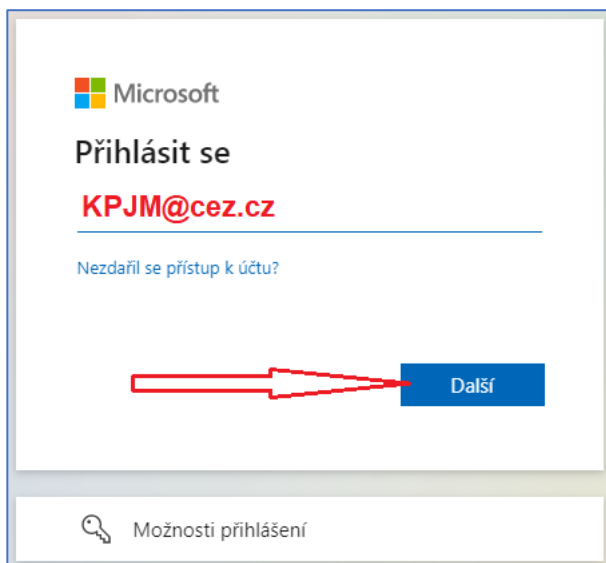 Microsoft
Přihlásit se
KPJM@cez.cz
Nezdařil se přístup k účtu?
Další
Možnosti přihlášení